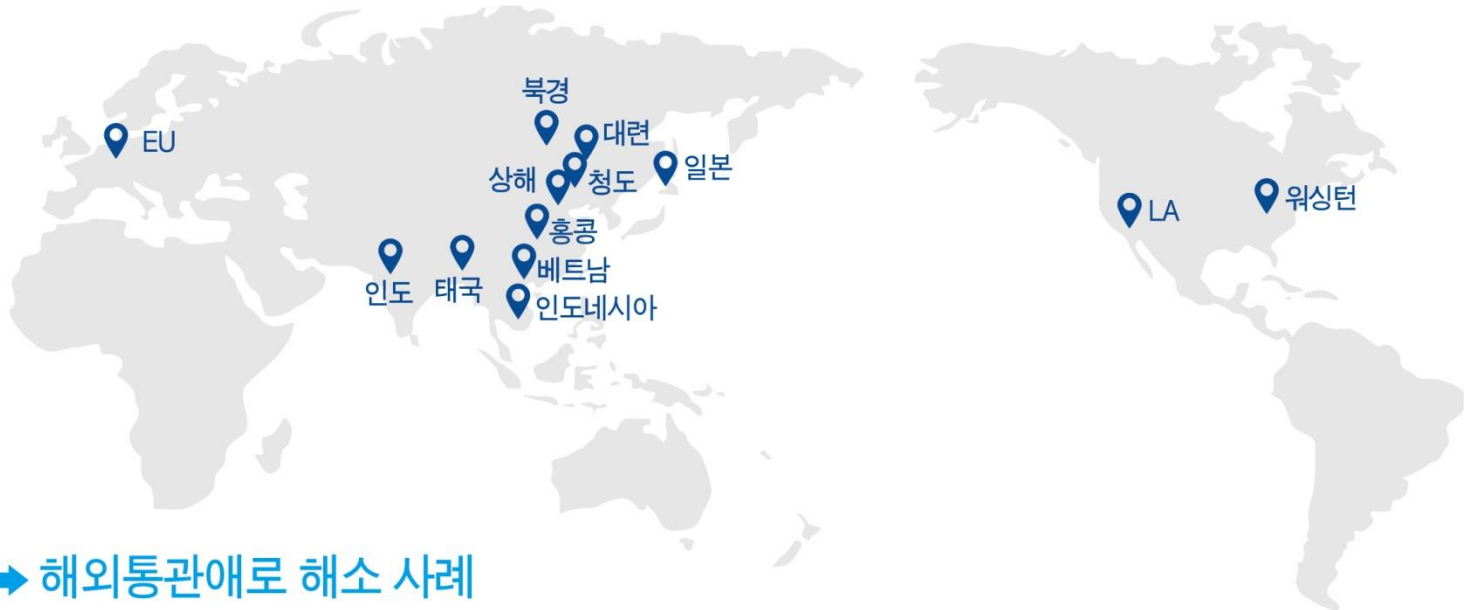 북경
EU
대련
일본
상해
청도
LA
워싱턴
홍콩
베트남
인도
태국
인도네시아
해외통관애로 해소 사례